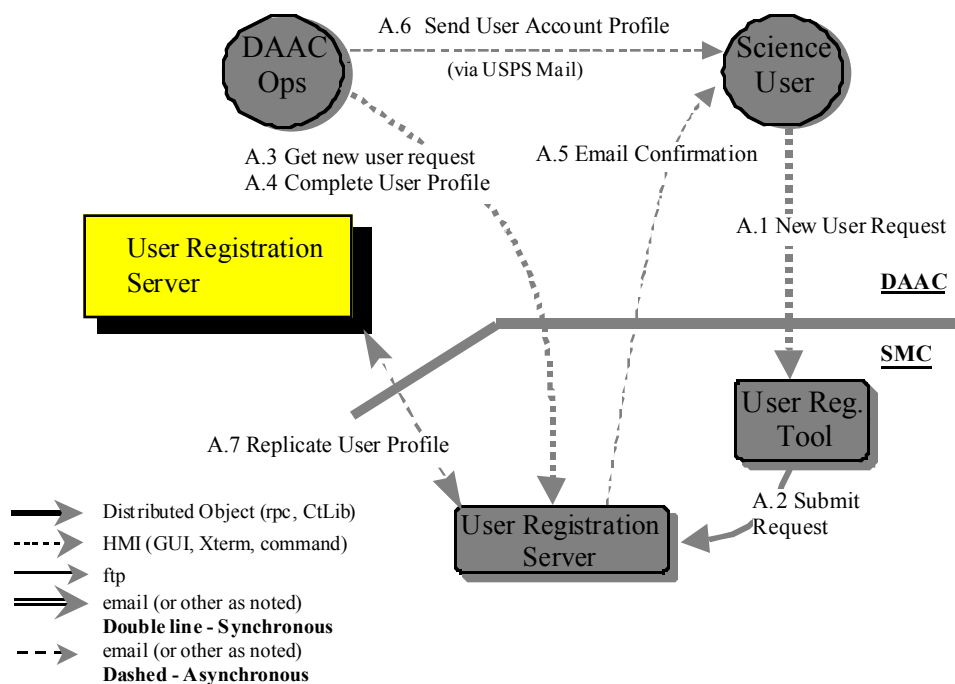 A.6 Send User Account Profile
(via USPS Mail)
DAAC
Ops
Science
User
A.3 Get new user request
A.4 Complete User Profile
A.5 Email Confirmation
A.1 New User Request
User Registration
Server
DAAC
SMC
User Reg.
Tool
A.7 Replicate User Profile
A.2 Submit
Request
User Registration
Server
Distributed Object (rpc, CtLib)
HMI (GUI, Xterm, command)
ftp
email (or other as noted)
Double line - Synchronous
email (or other as noted)
Dashed - Asynchronous